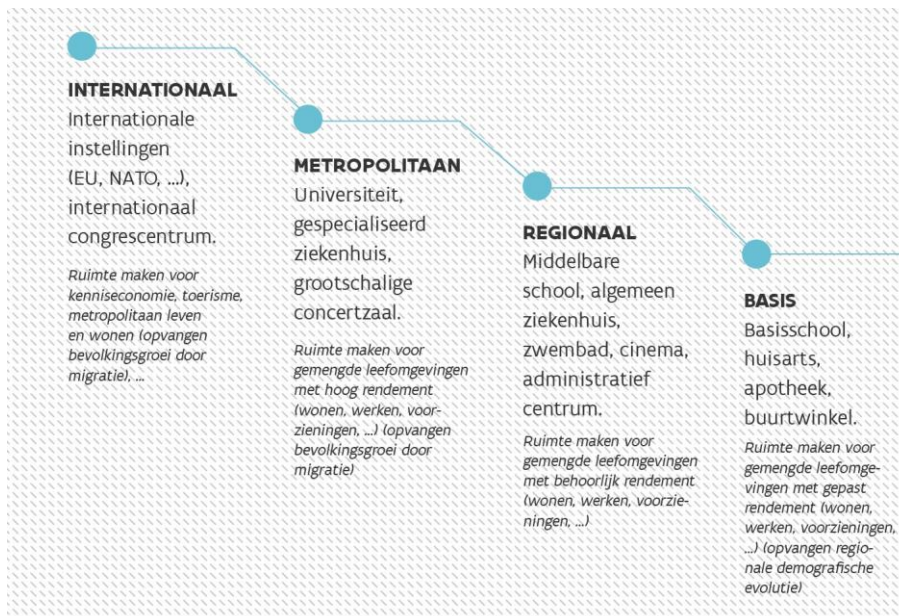 INTERNATIONAAL
Internationale
instellingen
(EU, NATO, ...),
internationaal
congrescentrum.
Ruimte maken voor
kenniseconomie, toerisme,
metropolitaan leven
en wonen (opvangen
bevolkingsgroei door
migratie), ...
METROPOLITAAN
Universiteit,
gespecialiseerd
ziekenhuis,
grootschalige
concertzaal.
Ruimte maken voor
gemengde leefomgevingen
met hoog rendement
(wonen, werken, voor-
zieningen, ...) (opvangen
bevolkingsgroei door
migratie)
REGIONAAL
Middelbare
school, algemeen
ziekenhuis,
zwembad, cinema,
administratief
centrum.
Ruimte maken voor
gemengde leefomgevingen
met behoorlijk rendement
(wonen, werken, voorzie-
ningen, ...)
BASIS
Basisschool,
huisarts,
apotheek,
buurtwinkel.
Ruimte maken voor
gemengde leefomge-
vingen met gepast
rendement (wonen,
werken, voorzieningen,
...) (opvangen regio-
nale demografische
evolutie)